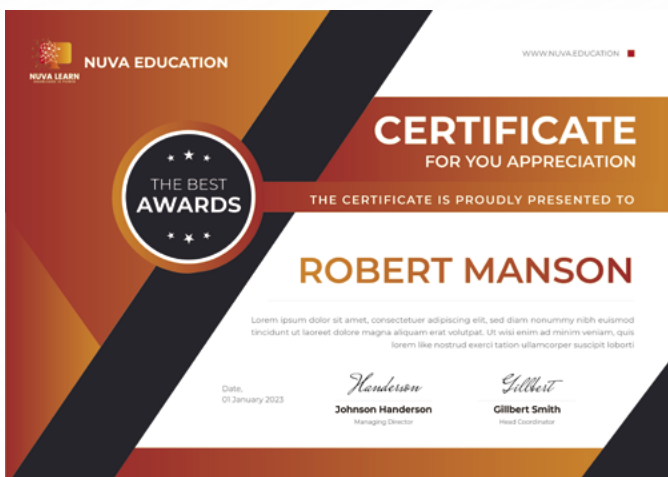 NUVA EDUCATION
NUVA LEARN
WWW.NUVA.EDUCATION
CERTIFICATE
FOR YOU APPRECIATION
THE BEST
AWARDS
THE CERTIFICATE IS PROUDLY PRESENTED TO
ROBERT MANSON
Lorem ipsum dolor sit amet, consectetuer adipiscing elit, sed diam nonummy nibh euismod
tincidunt ut laoreet dolore magna aliquam erat volutpat. Ut wisi enim ad minim veniam, quis
lorem like nostrud exerci tation ullamcorper suscipit loborti
Date,
01 January 2023
Handerson
Johnson Handerson
Managing Director
Gillbert
Gillbert Smith
Head Coordinator